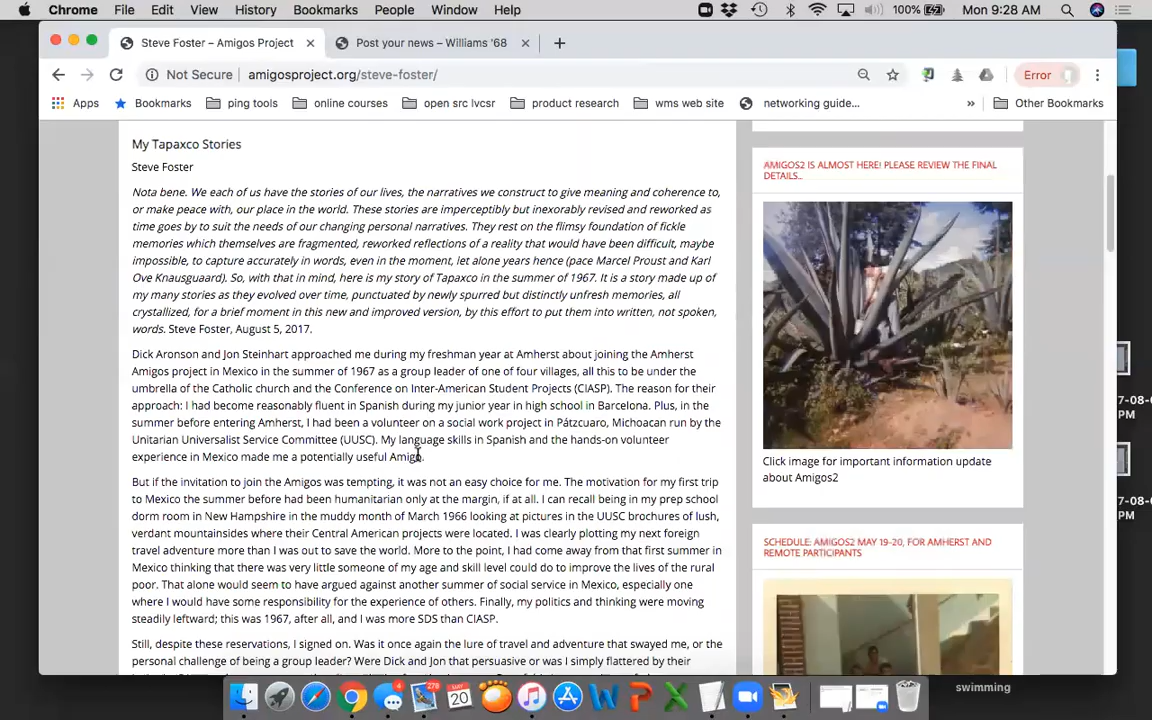 Chrome File Edit View History Bookmarks People Window Help 100% Mon 9:28 AM
Steve Foster – Amigos Project Post your news – Williams '68
Not Secure amigosproject.org/steve-foster/ Error
Apps Bookmarks ping tools online courses open src lvcsr product research wms web site networking guide... » Other Bookmarks
My Tapaxco Stories
Steve Foster
Nota bene. We each of us have the stories of our lives, the narratives we construct to give meaning and coherence to,
or make peace with, our place in the world. These stories are imperceptibly but inexorably revised and reworked as
time goes by to suit the needs of our changing personal narratives. They rest on the flimsy foundation of fickle
memories which themselves are fragmented, reworked reflections of a reality that would have been difficult, maybe
impossible, to capture accurately in words, even in the moment, let alone years hence (pace Marcel Proust and Karl
Ove Knausguaard). So, with that in mind, here is my story of Tapaxco in the summer of 1967. It is a story made up of
my many stories as they evolved over time, punctuated by newly spurred but distinctly unfresh memories, all
crystallized, for a brief moment in this new and improved version, by this effort to put them into written, not spoken,
words. Steve Foster, August 5, 2017.
Dick Aronson and Jon Steinhart approached me during my freshman year at Amherst about joining the Amherst
Amigos project in Mexico in the summer of 1967 as a group leader of one of four villages, all this to be under the
umbrella of the Catholic church and the Conference on Inter-American Student Projects (CIASP). The reason for their
approach: I had become reasonably fluent in Spanish during my junior year in high school in Barcelona. Plus, in the
summer before entering Amherst, I had been a volunteer on a social work project in Pátzcuaro, Michoacan run by the
Unitarian Universalist Service Committee (UUSC). My language skills in Spanish and the hands-on volunteer
experience in Mexico made me a potentially useful Amigo.
But if the invitation to join the Amigos was tempting, it was not an easy choice for me. The motivation for my first trip
to Mexico the summer before had been humanitarian only at the margin, if at all. I can recall being in my prep school
dorm room in New Hampshire in the muddy month of March 1966 looking at pictures in the UUSC brochures of lush,
verdant mountainsides where their Central American projects were located. I was clearly plotting my next foreign
travel adventure more than I was out to save the world. More to the point, I had come away from that first summer in
Mexico thinking that there was very little someone of my age and skill level could do to improve the lives of the rural
poor. That alone would seem to have argued against another summer of social service in Mexico, especially one
where I would have some responsibility for the experience of others. Finally, my politics and thinking were moving
steadily leftward; this was 1967, after all, and I was more SDS than CIASP.
Still, despite these reservations, I signed on. Was it once again the lure of travel and adventure that swayed me, or the
personal challenge of being a group leader? Were Dick and Jon that persuasive or was I simply flattered by their
AMIGOS2 IS ALMOST HERE! PLEASE REVIEW THE FINAL
DETAILS...
Click image for important information update
about Amigos2
SCHEDULE: AMIGOS2 MAY 19-20, FOR AMHERST AND
REMOTE PARTICIPANTS
7-08-0
PM
7-08-0
PM
swimming
4 278 20